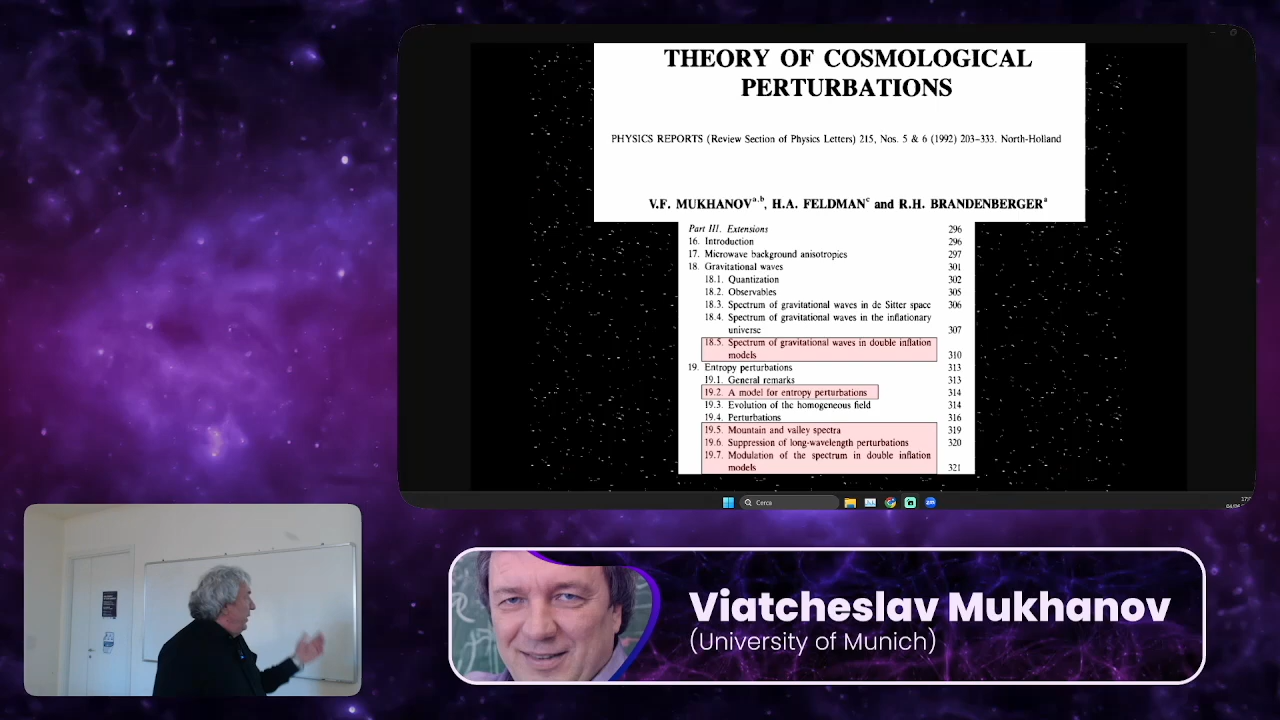 THEORY OF COSMOLOGICAL
PERTURBATIONS
PHYSICS REPORTS (Review Section of Physics Letters) 215, Nos. 5 & 6 (1992) 203–333. North-Holland
V.F. MUKHANOV^a,b, H.A. FELDMAN^c and R.H. BRANDENBERGER^a
Part III. Extensions 296
16. Introduction 296
17. Microwave background anisotropies 297
18. Gravitational waves 301
18.1. Quantization 302
18.2. Observables 305
18.3. Spectrum of gravitational waves in de Sitter space 306
18.4. Spectrum of gravitational waves in the inflationary
universe 307
18.5. Spectrum of gravitational waves in double inflation
models 310
19. Entropy perturbations 313
19.1. General remarks 313
19.2. A model for entropy perturbations 314
19.3. Evolution of the homogeneous field 314
19.4. Perturbations 316
19.5. Mountain and valley spectra 319
19.6. Suppression of long-wavelength perturbations 320
19.7. Modulation of the spectrum in double inflation
models 321
Cerca
zm
Viatcheslav Mukhanov
(University of Munich)